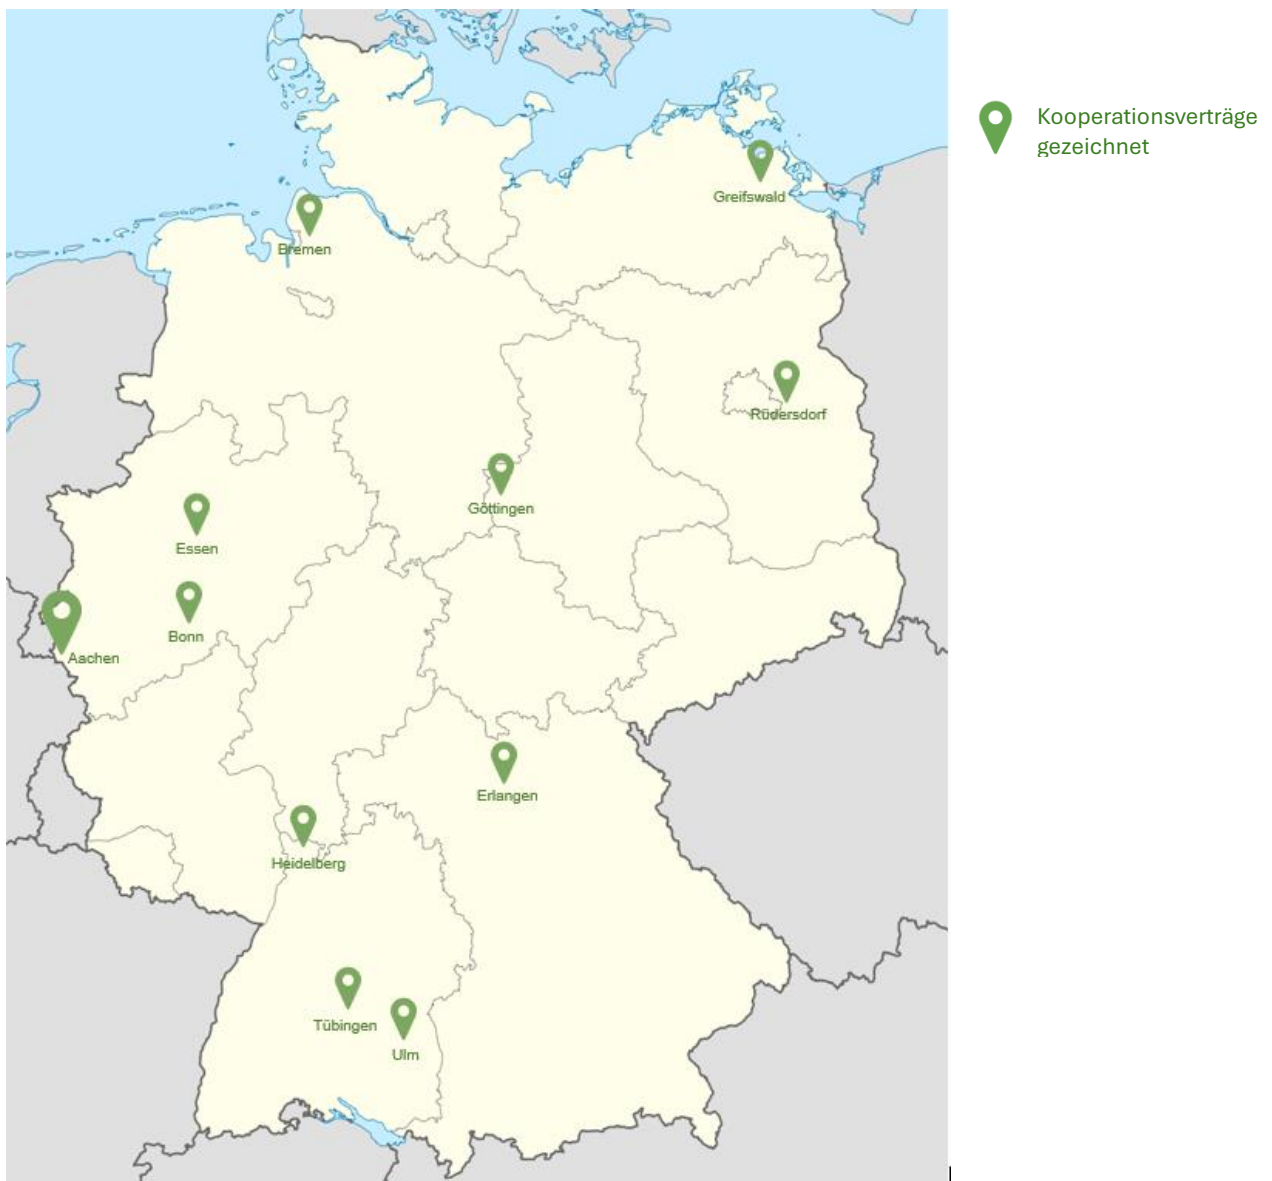 Kooperationsverträge
gezeichnet
Greifswald
Bremen
Rüdersdorf
Göttingen
Essen
Bonn
Aachen
Erlangen
Heidelberg
Tübingen
Ulm